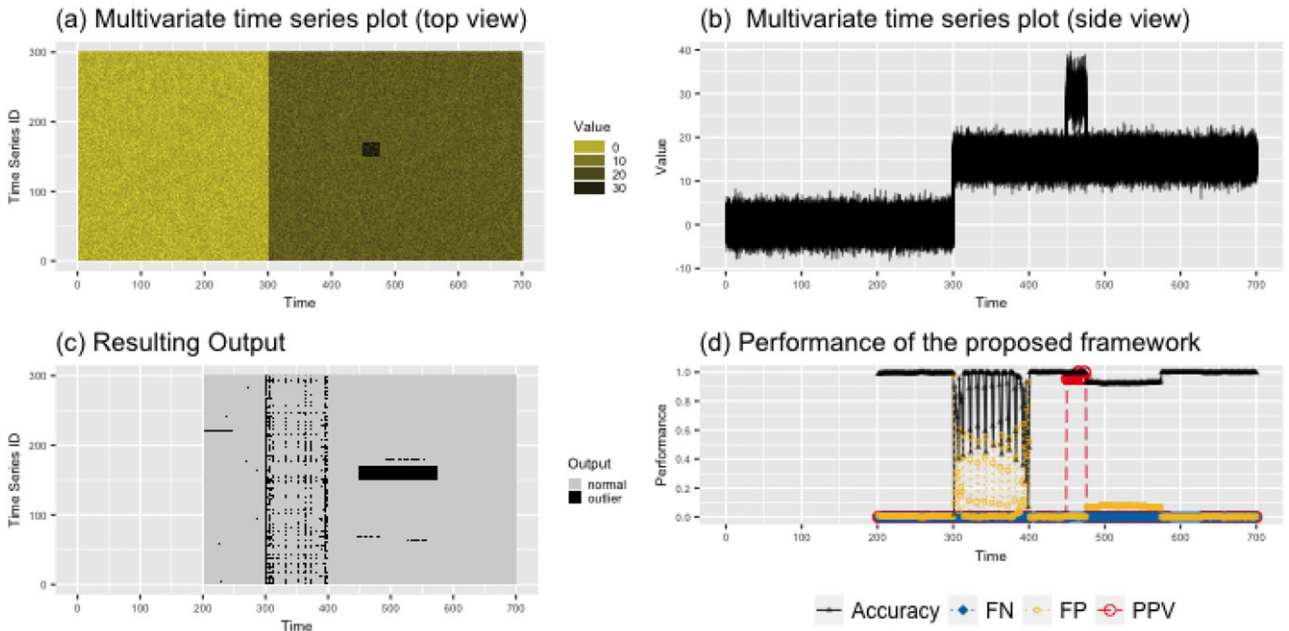 (a) Multivariate time series plot (top view)
300
200
100
0
Time Series ID
0 100 200 300 400 500 600 700
Time
Value
0
10
20
30
(b) Multivariate time series plot (side view)
40
30
20
10
0
-10
Value
0 100 200 300 400 500 600 700
Time
(c) Resulting Output
300
200
100
0
Time Series ID
0 100 200 300 400 500 600 700
Time
Output
normal
outlier
(d) Performance of the proposed framework
1.0
0.8
0.6
0.4
0.2
0.0
Performance
0 100 200 300 400 500 600 700
Time
Accuracy FN FP PPV